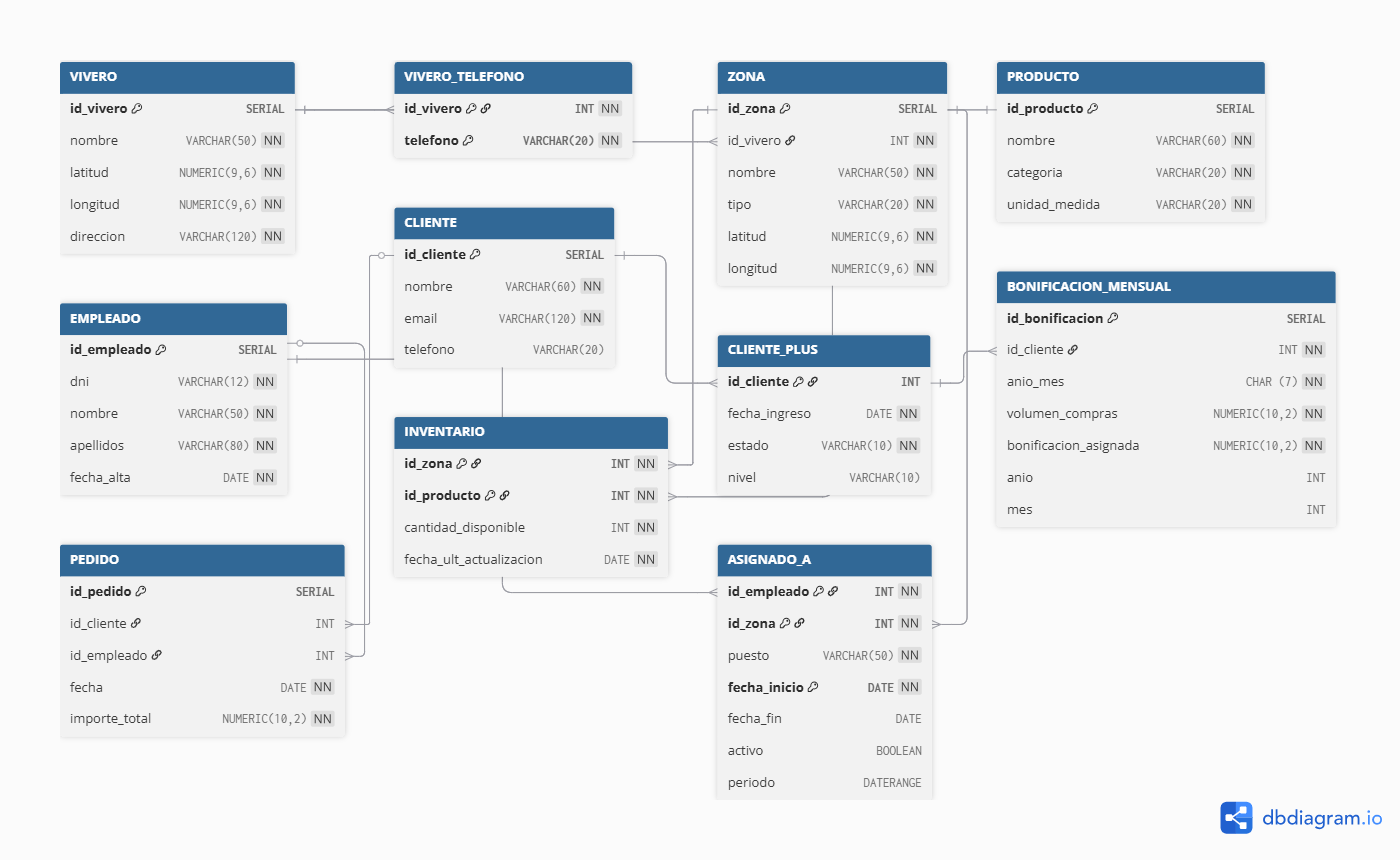 VIVERO
id_vivero SERIAL
nombre VARCHAR(50) NN
latitud NUMERIC(9,6) NN
longitud NUMERIC(9,6) NN
direccion VARCHAR(120) NN
VIVERO_TELEFONO
id_vivero INT NN
telefono VARCHAR(20) NN
ZONA
id_zona SERIAL
id_vivero INT NN
nombre VARCHAR(50) NN
tipo VARCHAR(20) NN
latitud NUMERIC(9,6) NN
longitud NUMERIC(9,6) NN
PRODUCTO
id_producto SERIAL
nombre VARCHAR(60) NN
categoria VARCHAR(20) NN
unidad_medida VARCHAR(20) NN
CLIENTE
id_cliente SERIAL
nombre VARCHAR(60) NN
email VARCHAR(120) NN
telefono VARCHAR(20)
BONIFICACION_MENSUAL
id_bonificacion SERIAL
id_cliente INT NN
anio_mes CHAR (7) NN
volumen_compras NUMERIC(10,2) NN
bonificacion_asignada NUMERIC(10,2) NN
anio INT
mes INT
EMPLEADO
id_empleado SERIAL
dni VARCHAR(12) NN
nombre VARCHAR(50) NN
apellidos VARCHAR(80) NN
fecha_alta DATE NN
CLIENTE_PLUS
id_cliente INT
fecha_ingreso DATE NN
estado VARCHAR(10) NN
nivel VARCHAR(10)
INVENTARIO
id_zona INT NN
id_producto INT NN
cantidad_disponible INT NN
fecha_ult_actualizacion DATE NN
PEDIDO
id_pedido SERIAL
id_cliente INT
id_empleado INT
fecha DATE NN
importe_total NUMERIC(10,2) NN
ASIGNADO_A
id_empleado INT NN
id_zona INT NN
puesto VARCHAR(50) NN
fecha_inicio DATE NN
fecha_fin DATE
activo BOOLEAN
periodo DATERANGE
dbdiagram.io